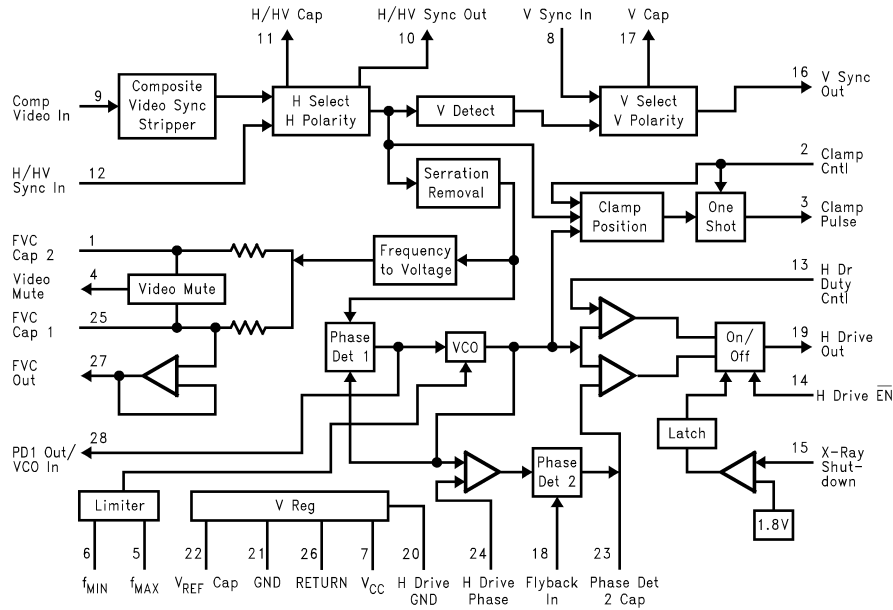 H/HV Cap
11
H/HV Sync Out
10
V Sync In
8
V Cap
17
Comp
Video In
9
Composite
Video Sync
Stripper
H Select
H Polarity
V Detect
V Select
V Polarity
16
V Sync
Out
H/HV
Sync In
12
Serration
Removal
2
Clamp
Cntl
Clamp
Position
One
Shot
3
Clamp
Pulse
FVC
Cap 2
1
Video
Mute
4
Video Mute
Frequency
to Voltage
FVC
Cap 1
25
13
H Dr
Duty
Cntl
Phase
Det 1
VCO
On/
Off
19
H Drive
Out
FVC
Out
27
14
H Drive E̅N̅
Latch
PD1 Out/
VCO In
28
Phase
Det 2
15
X-Ray
Shut-
down
1.8V
Limiter
V Reg
6
5
22
21
26
7
20
24
18
23
fMIN
fMAX
VREF Cap
GND
RETURN
VCC
H Drive
GND
H Drive
Phase
Flyback
In
Phase Det
2 Cap